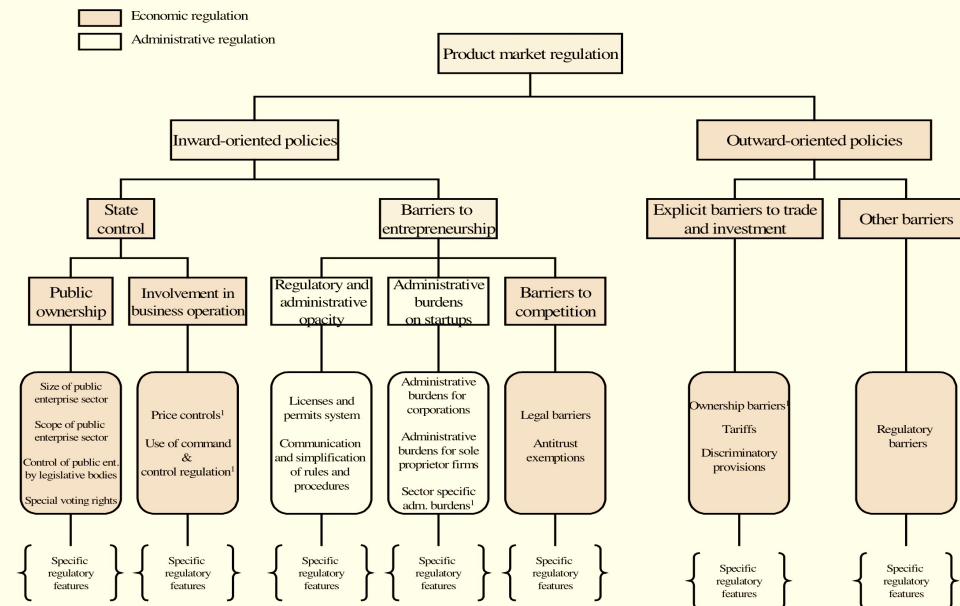 Economic regulation
Administrative regulation
Product market regulation
Inward-oriented policies
Outward-oriented policies
State
control
Barriers to
entrepreneurship
Explicit barriers to trade
and investment
Other barriers
Public
ownership
Involvement in
business operation
Regulatory and
administrative
opacity
Administrative
burdens
on startups
Barriers to
competition
Size of public
enterprise sector
Scope of public
enterprise sector
Control of public ent.
by legislative bodies
Special voting rights
Price controls¹
Use of command
&
control regulation¹
Licenses and
permits system
Communication
and simplification
of rules and
procedures
Administrative
burdens for
corporations
Administrative
burdens for sole
proprietor firms
Sector specific
adm. burdens¹
Legal barriers
Antitrust
exemptions
Ownership barriers¹
Tariffs
Discriminatory
provisions
Regulatory
barriers
Specific
regulatory
features
Specific
regulatory
features
Specific
regulatory
features
Specific
regulatory
features
Specific
regulatory
features
Specific
regulatory
features
Specific
regulatory
features